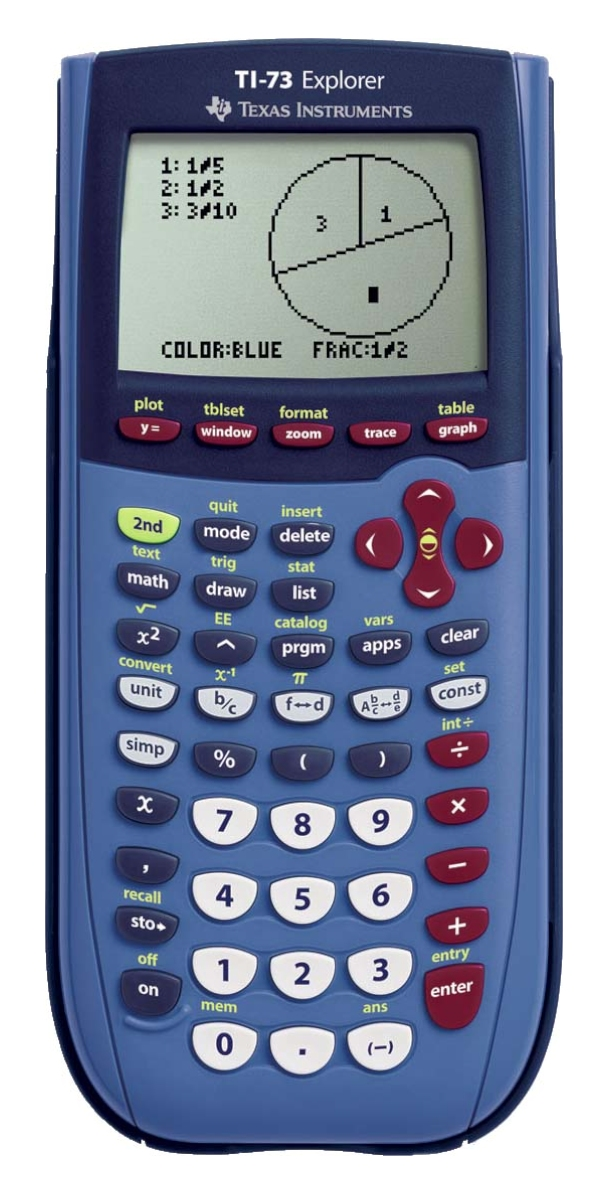 TI-73 Explorer
TEXAS INSTRUMENTS
1: 1/5
2: 1/2
3: 3/10
3 1
COLOR:BLUE FRAC:1/2
plot tblset format table
y= window zoom trace graph
quit insert
2nd mode delete
text trig stat
math draw list
√ EE catalog vars
x² ^ prgm apps clear
convert x⁻¹ π set
unit b/c f↔d A b/c↔d/e const
int÷
simp % ( ) ÷
x 7 8 9 ×
, 4 5 6 −
recall
sto→ +
off entry
on 1 2 3 enter
mem ans
0 . (−)